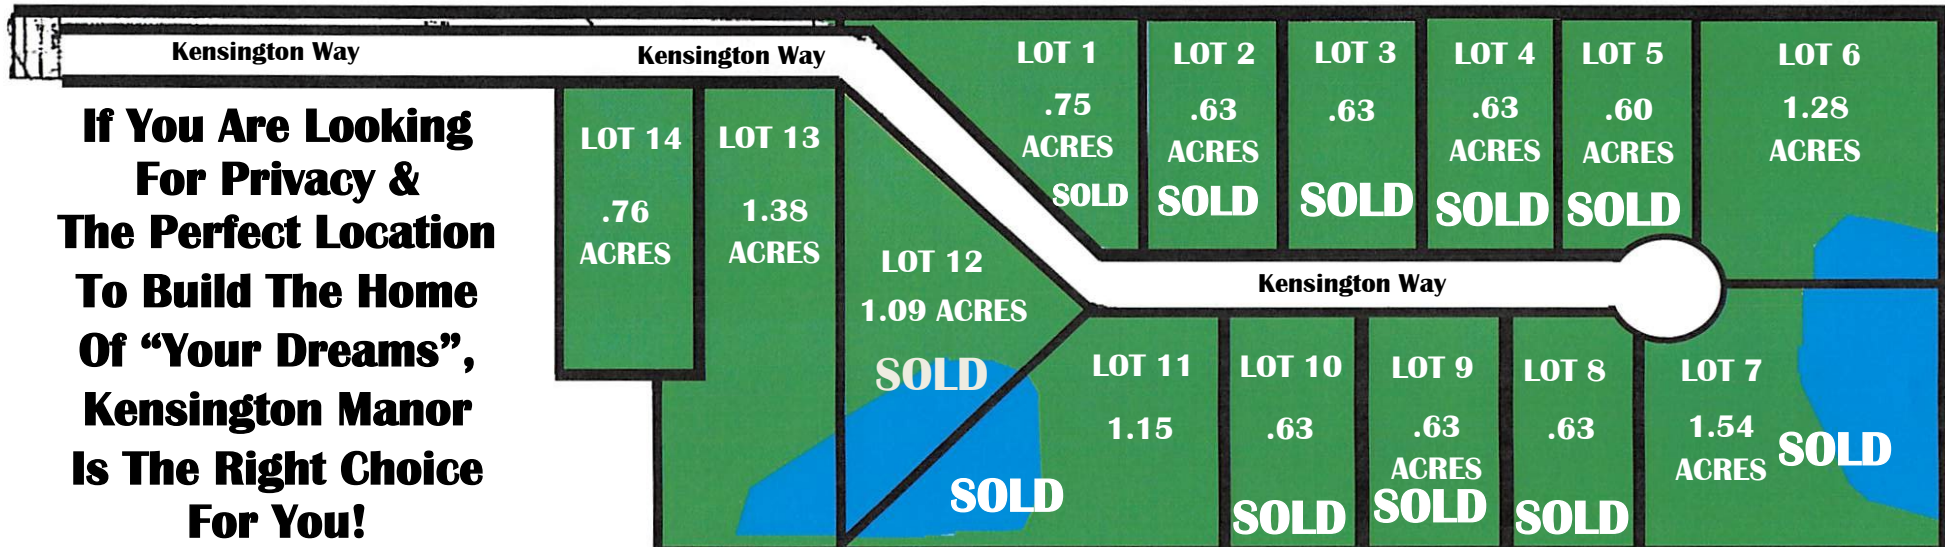 Kensington Way
Kensington Way
If You Are Looking
For Privacy &
The Perfect Location
To Build The Home
Of “Your Dreams”,
Kensington Manor
Is The Right Choice
For You!
LOT 14
.76
ACRES
LOT 13
1.38
ACRES
LOT 12
1.09 ACRES
SOLD
LOT 1
.75
ACRES
SOLD
LOT 2
.63
ACRES
SOLD
LOT 3
.63
SOLD
LOT 4
.63
ACRES
SOLD
LOT 5
.60
ACRES
SOLD
LOT 6
1.28
ACRES
Kensington Way
LOT 11
1.15
SOLD
LOT 10
.63
SOLD
LOT 9
.63
ACRES
SOLD
LOT 8
.63
SOLD
LOT 7
1.54
ACRES
SOLD